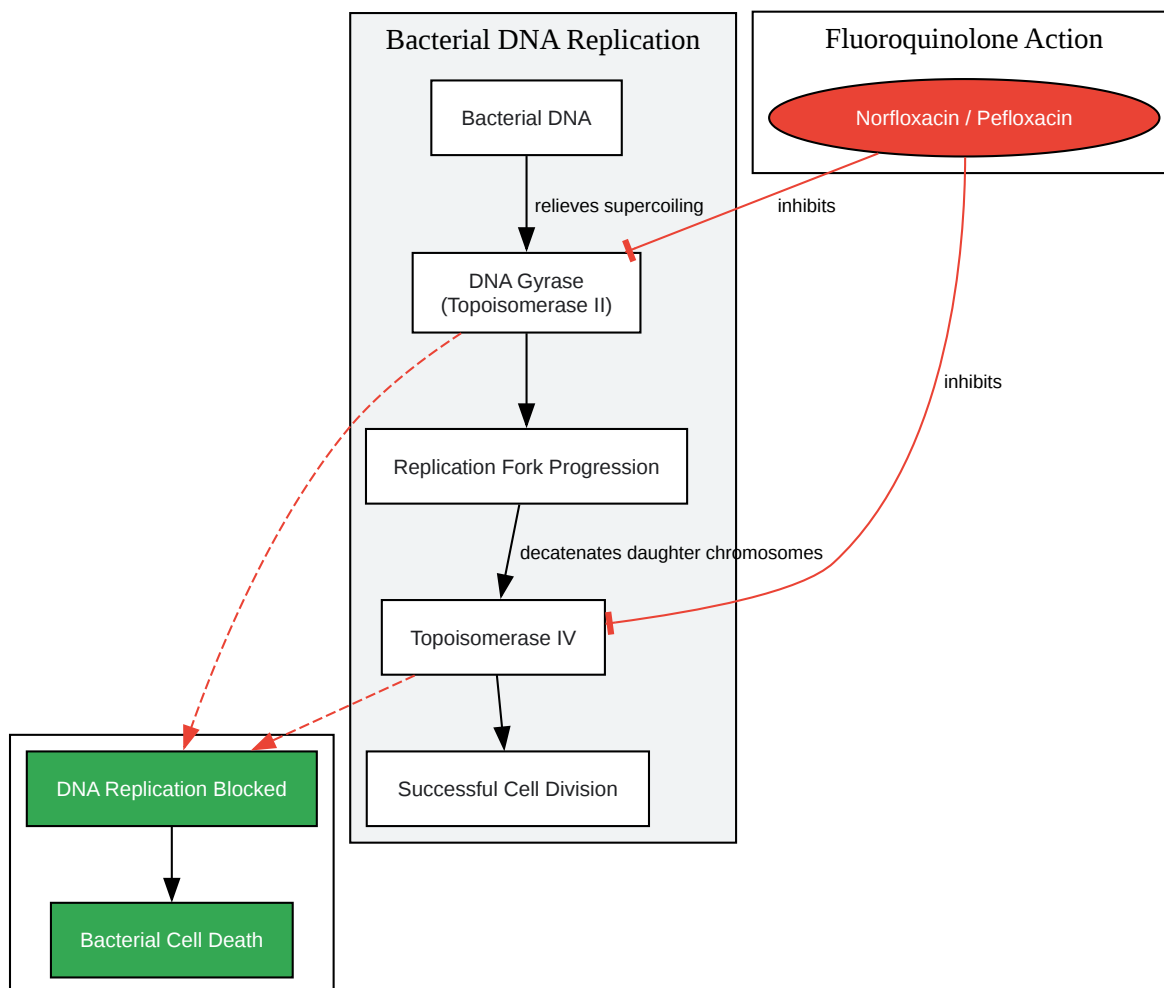 Bacterial DNA Replication
Fluoroquinolone Action
Bacterial DNA
Norfloxacin / Pefloxacin
relieves supercoiling
inhibits
DNA Gyrase
(Topoisomerase II)
inhibits
Replication Fork Progression
decatenates daughter chromosomes
Topoisomerase IV
Successful Cell Division
DNA Replication Blocked
Bacterial Cell Death